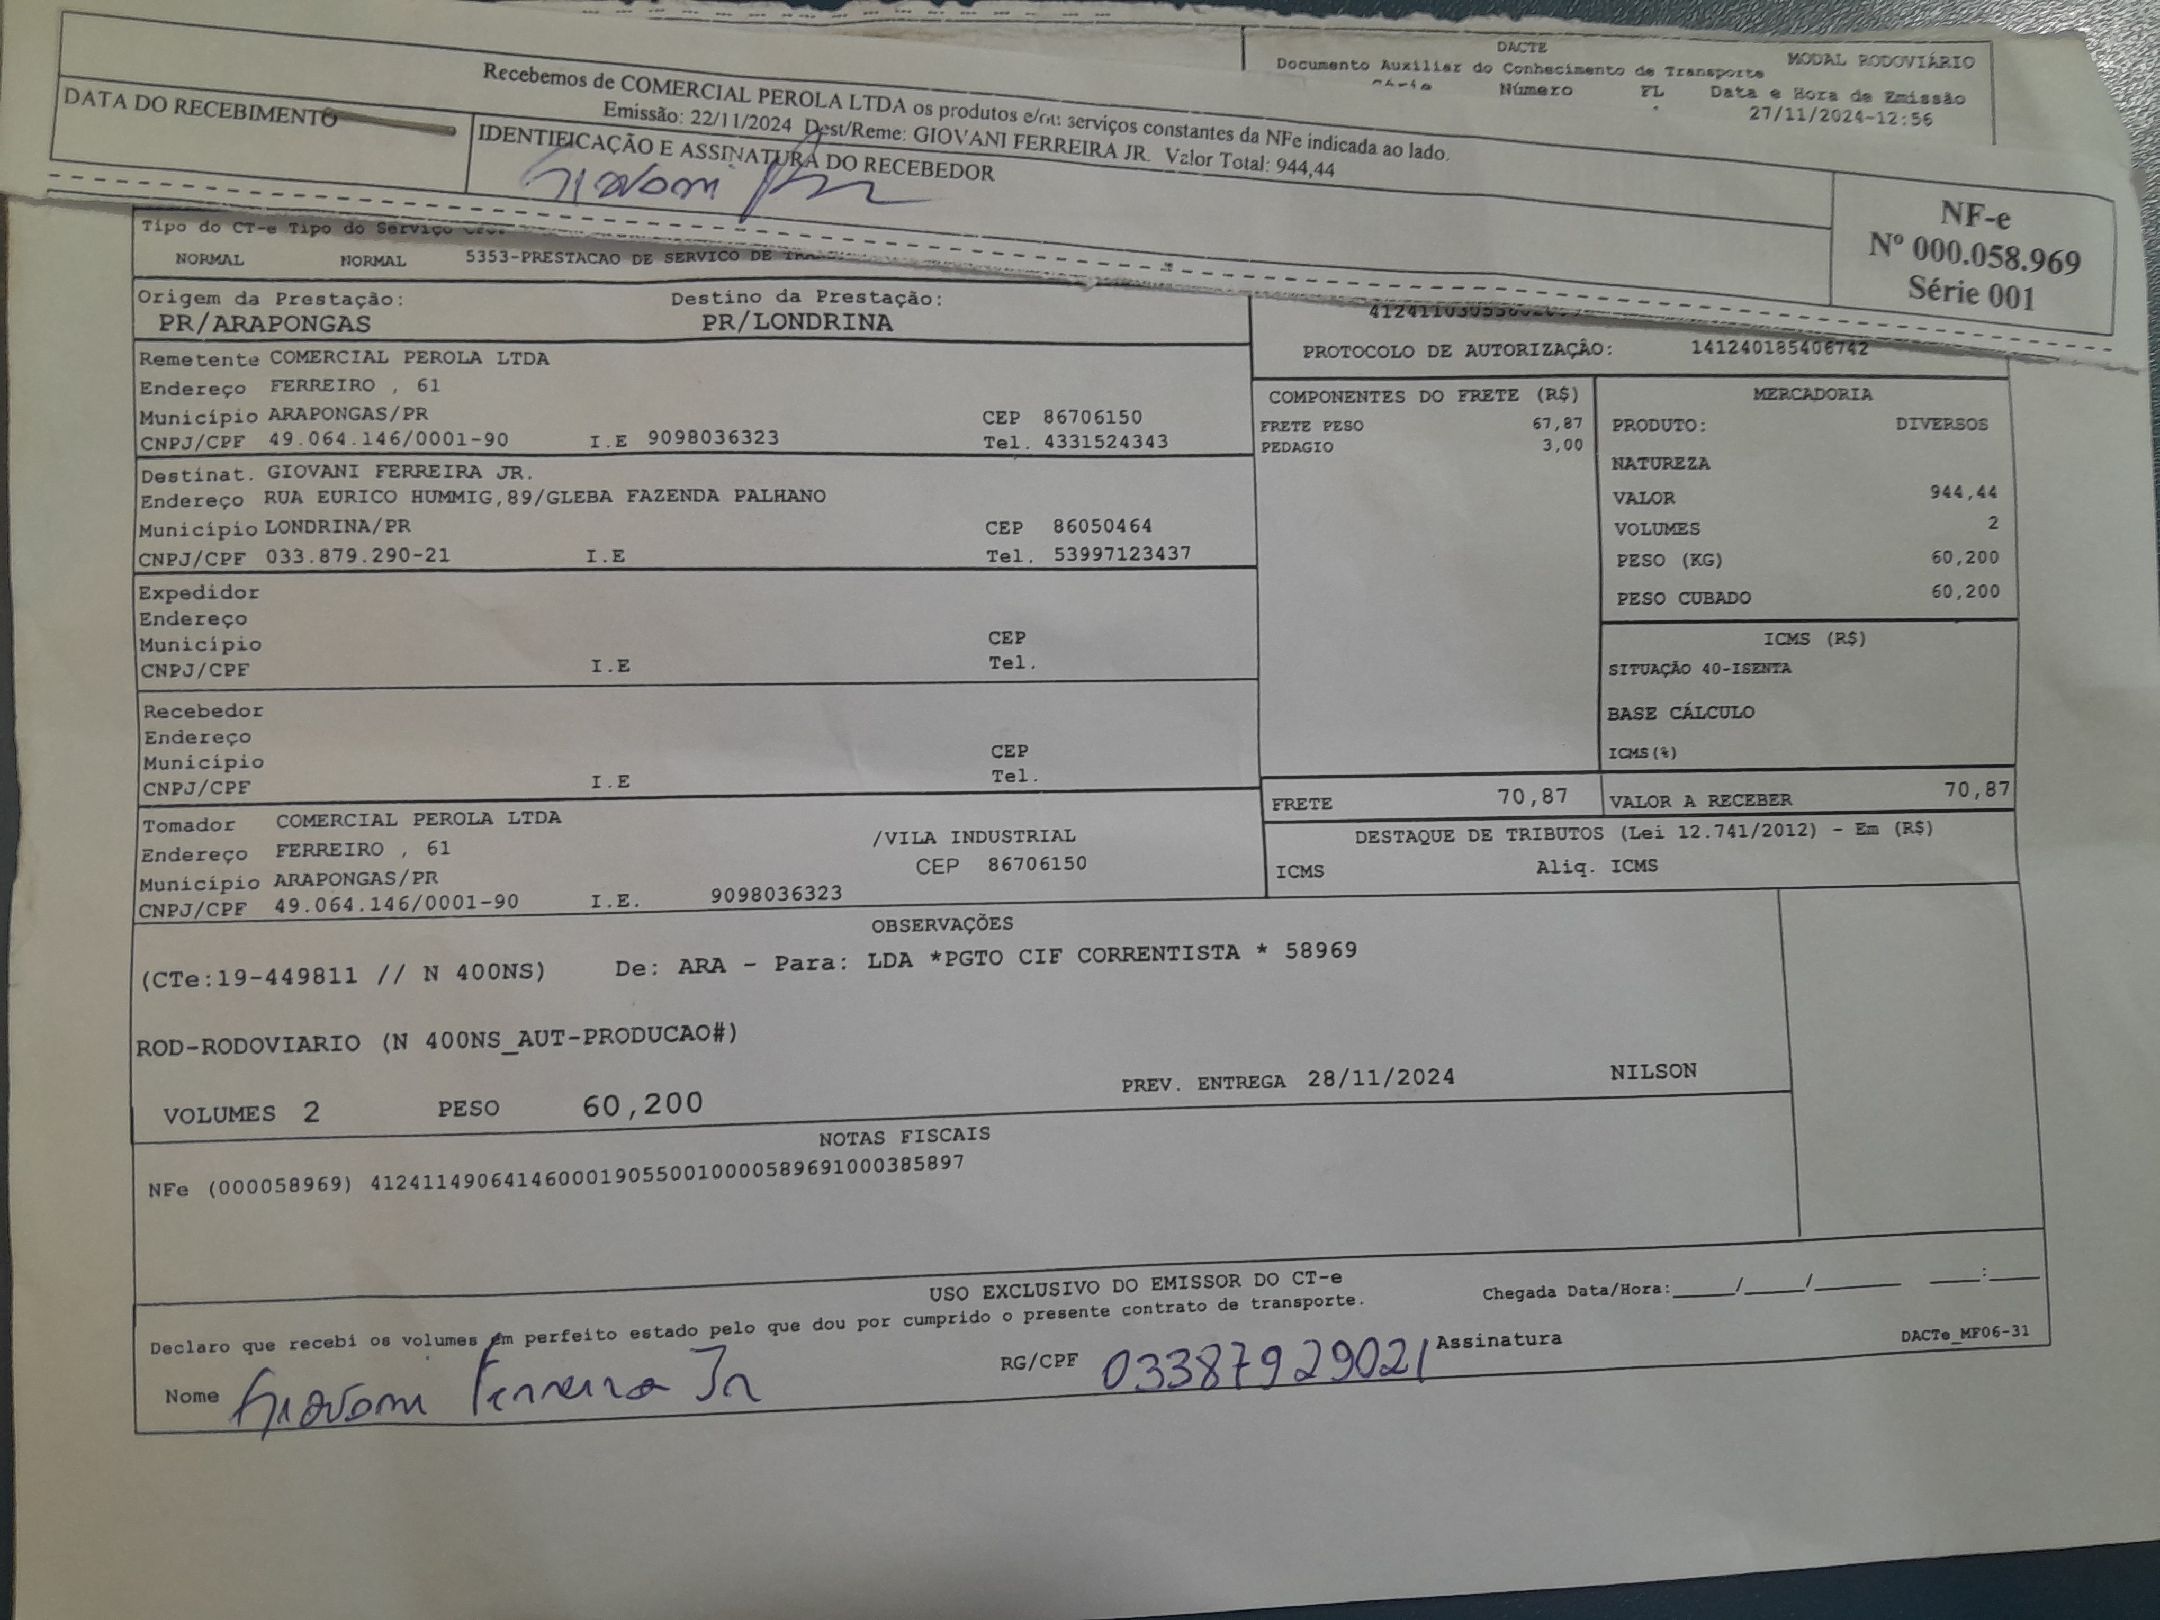 Recebemos de COMERCIAL PEROLA LTDA os produtos e/ou serviços constantes da NFe indicada ao lado.
Emissão: 22/11/2024 Dest/Reme: GIOVANI FERREIRA JR. Valor Total: 944,44
DATA DO RECEBIMENTO
IDENTIFICAÇÃO E ASSINATURA DO RECEBEDOR
Giovani
NF-e
Nº 000.058.969
Série 001
DACTE
MODAL RODOVIÁRIO
Documento Auxiliar do Conhecimento de Transporte
Número FL Data e Hora de Emissão
27/11/2024-12:56
Tipo do CT-e Tipo do Serviço
NORMAL NORMAL 5353-PRESTACAO DE SERVICO DE
Origem da Prestação: Destino da Prestação:
PR/ARAPONGAS PR/LONDRINA
PROTOCOLO DE AUTORIZAÇÃO: 141240185406742
Remetente COMERCIAL PEROLA LTDA
Endereço FERREIRO , 61
Município ARAPONGAS/PR CEP 86706150
CNPJ/CPF 49.064.146/0001-90 I.E 9098036323 Tel. 4331524343
Destinat. GIOVANI FERREIRA JR.
Endereço RUA EURICO HUMMIG,89/GLEBA FAZENDA PALHANO
Município LONDRINA/PR CEP 86050464
CNPJ/CPF 033.879.290-21 I.E Tel. 53997123437
Expedidor
Endereço
Município CEP
CNPJ/CPF I.E Tel.
Recebedor
Endereço
Município CEP
CNPJ/CPF I.E Tel.
Tomador COMERCIAL PEROLA LTDA
Endereço FERREIRO , 61 /VILA INDUSTRIAL
Município ARAPONGAS/PR CEP 86706150
CNPJ/CPF 49.064.146/0001-90 I.E. 9098036323
COMPONENTES DO FRETE (R$)
FRETE PESO 67,87
PEDAGIO 3,00
MERCADORIA
PRODUTO: DIVERSOS
NATUREZA
VALOR 944,44
VOLUMES 2
PESO (KG) 60,200
PESO CUBADO 60,200
ICMS (R$)
SITUAÇÃO 40-ISENTA
BASE CÁLCULO
ICMS(%)
FRETE 70,87 VALOR A RECEBER 70,87
DESTAQUE DE TRIBUTOS (Lei 12.741/2012) - Em (R$)
ICMS Aliq. ICMS
OBSERVAÇÕES
(CTe:19-449811 // N 400NS) De: ARA - Para: LDA *PGTO CIF CORRENTISTA * 58969
ROD-RODOVIARIO (N 400NS_AUT-PRODUCAO#)
VOLUMES 2 PESO 60,200 PREV. ENTREGA 28/11/2024 NILSON
NOTAS FISCAIS
NFe (000058969) 41241149064146000190550010000589691000385897
USO EXCLUSIVO DO EMISSOR DO CT-e
Declaro que recebi os volumes em perfeito estado pelo que dou por cumprido o presente contrato de transporte.
Chegada Data/Hora:_____/_____/_______ ____:____
Nome Giovani Ferreira Jr RG/CPF 03387929021 Assinatura
DACTe_MF06-31